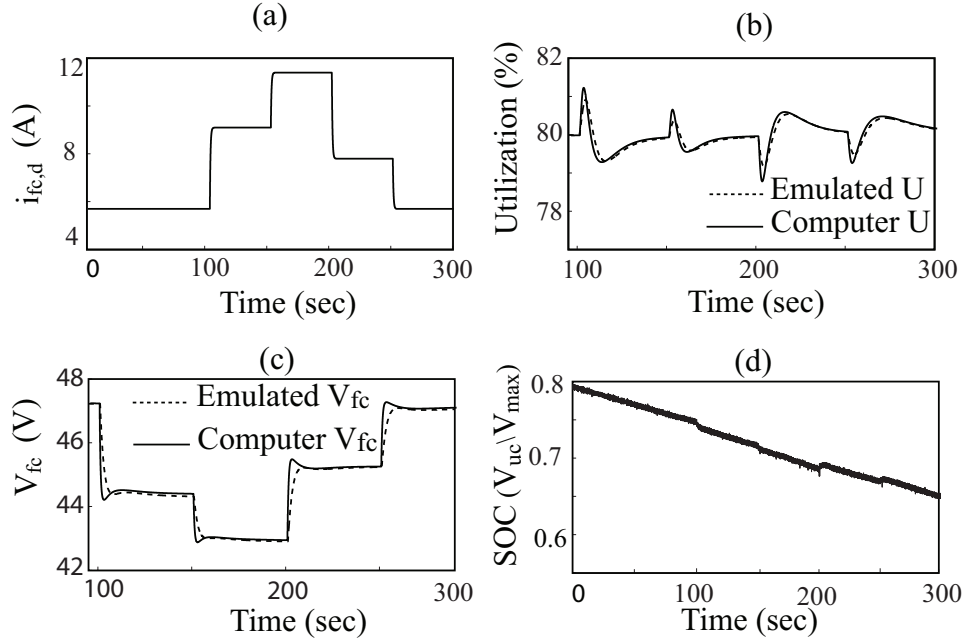 (a)
12
8
4
i_fc,d (A)
0
100
200
300
Time (sec)
(b)
82
80
78
Utilization (%)
Emulated U
Computer U
100
200
300
Time (sec)
(c)
48
46
44
42
V_fc (V)
Emulated V_fc
Computer V_fc
100
200
300
Time (sec)
(d)
0.8
0.7
0.6
SOC (V_uc\V_max)
0
100
200
300
Time (sec)